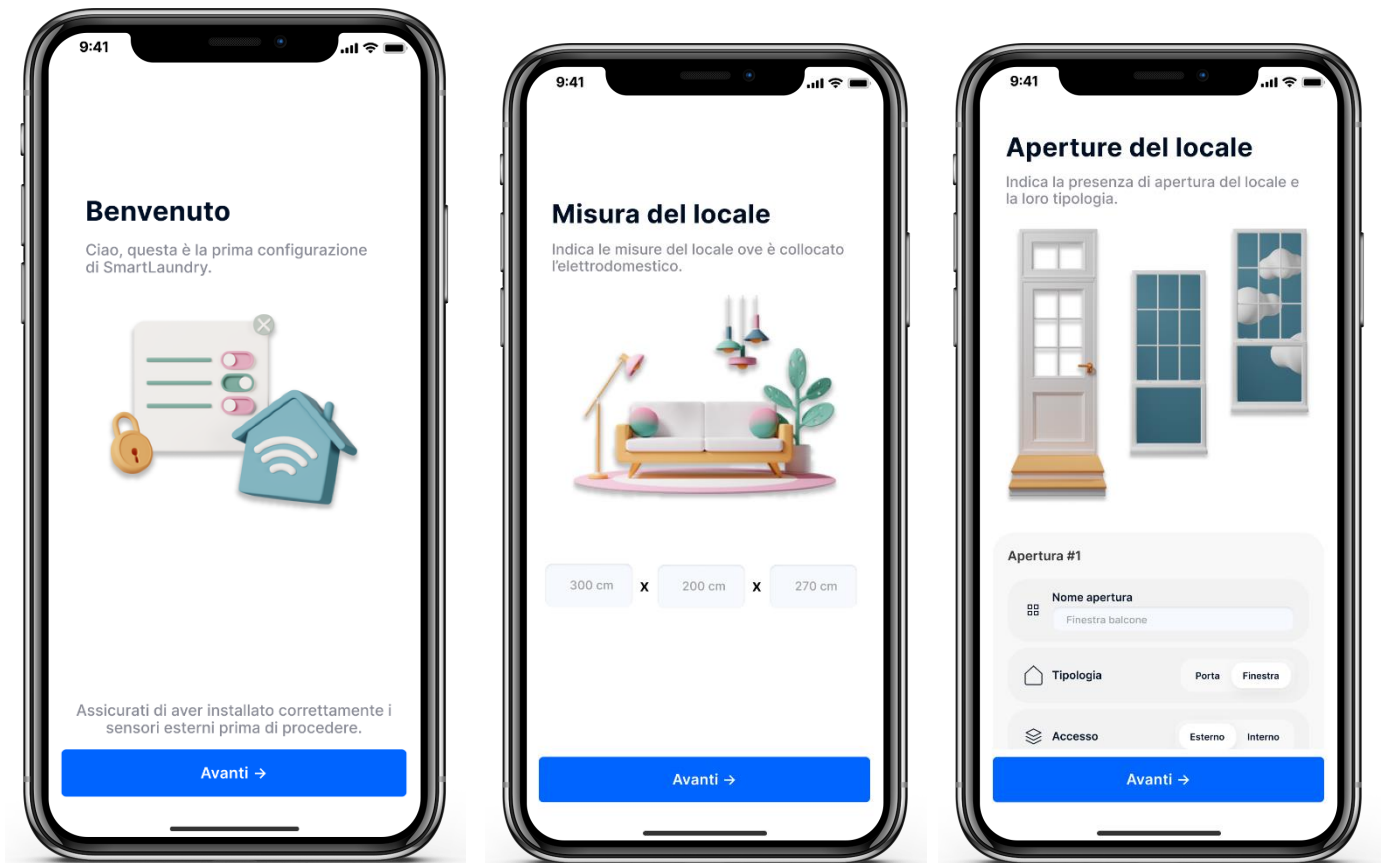 9:41
Benvenuto
Ciao, questa è la prima configurazione
di SmartLaundry.
Assicurati di aver installato correttamente i
sensori esterni prima di procedere.
Avanti →
9:41
Misura del locale
Indica le misure del locale ove è collocato
l'elettrodomestico.
300 cm X 200 cm X 270 cm
Avanti →
9:41
Aperture del locale
Indica la presenza di apertura del locale e
la loro tipologia.
Apertura #1
Nome apertura
Finestra balcone
Tipologia Porta Finestra
Accesso Esterno Interno
Avanti →